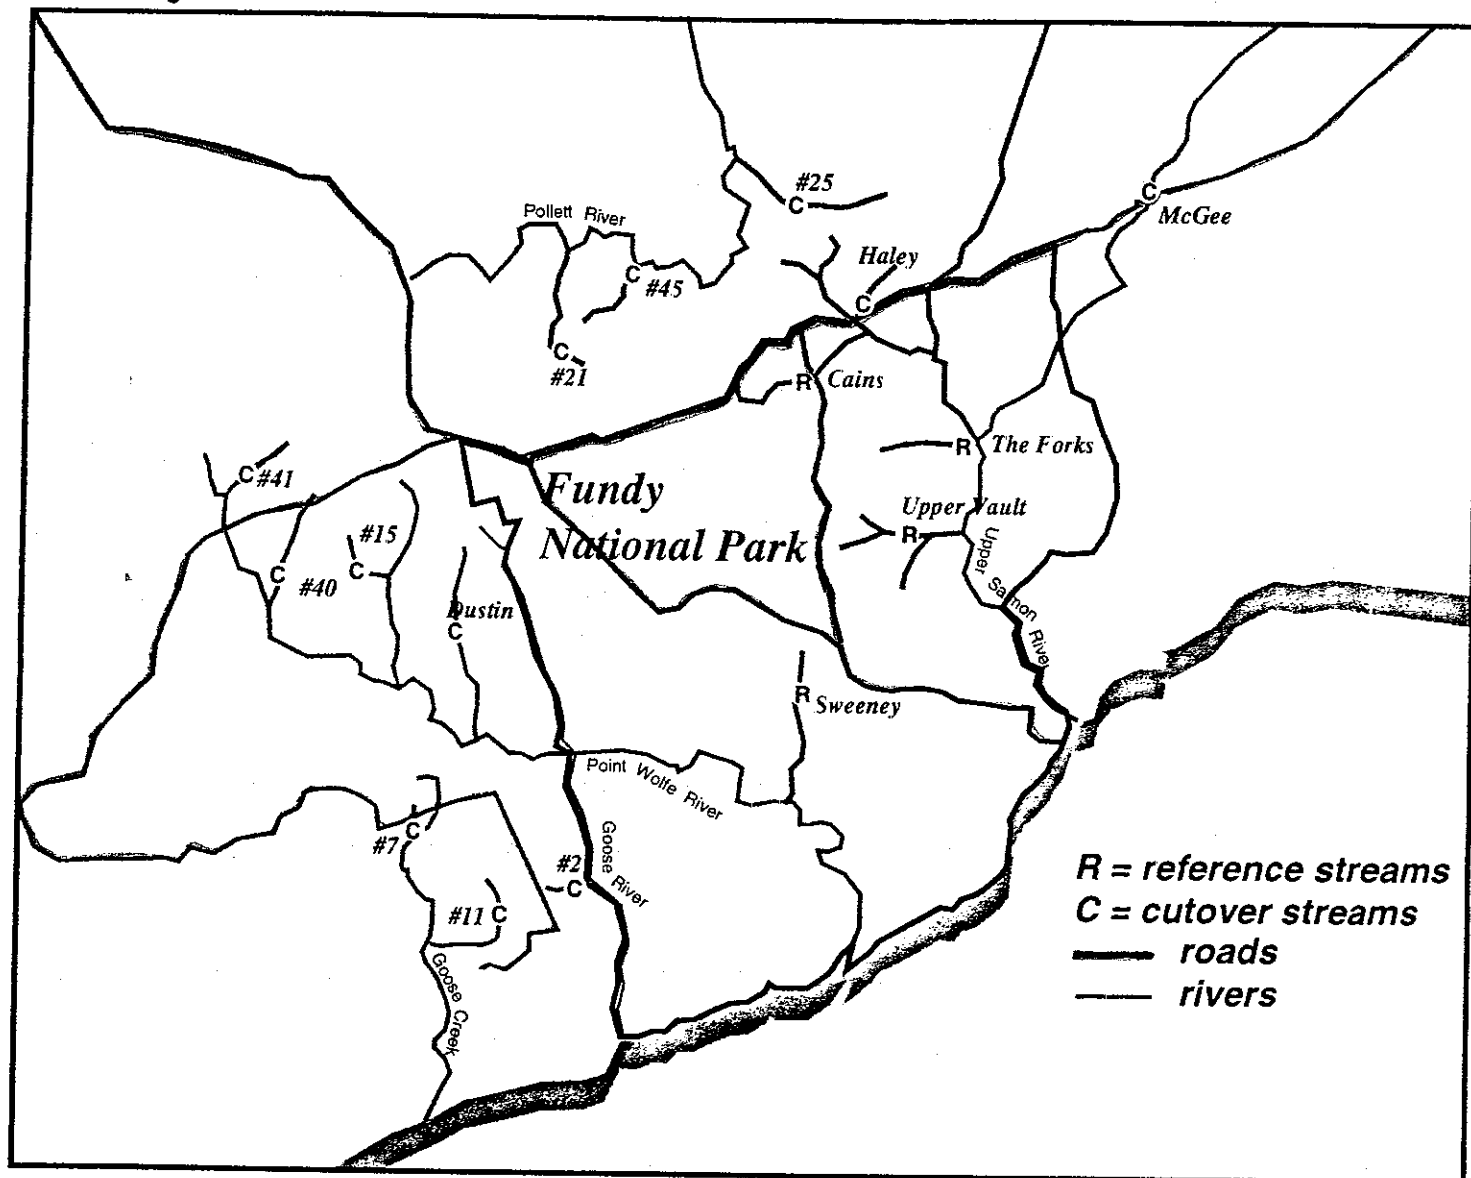 #25
C
C
McGee
Pollett River
Haley
C
#45
C
C
#21
R
Cains
R
The Forks
C
#41
Fundy
National Park
Upper Vault
R
#15
C
C
#40
Dustin
C
Upper Salmon River
R
Sweeney
Point Wolfe River
#7
C
#2
C
Goose River
#11
C
Goose Creek
R = reference streams
C = cutover streams
roads
rivers